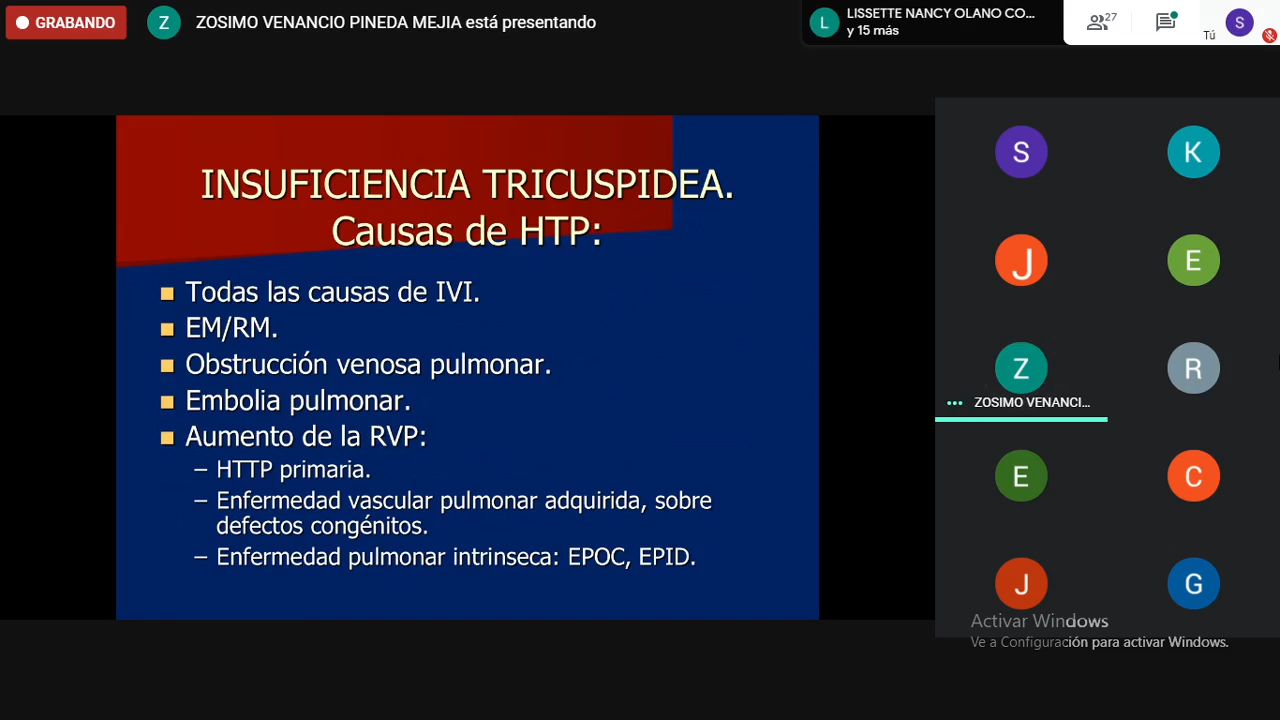 GRABANDO
Z
ZOSIMO VENANCIO PINEDA MEJIA está presentando
L
LISSETTE NANCY OLANO CO...
y 15 más
27
Tú
S
INSUFICIENCIA TRICUSPIDEA.
Causas de HTP:
Todas las causas de IVI.
EM/RM.
Obstrucción venosa pulmonar.
Embolia pulmonar.
Aumento de la RVP:
– HTTP primaria.
– Enfermedad vascular pulmonar adquirida, sobre
defectos congénitos.
– Enfermedad pulmonar intrinseca: EPOC, EPID.
S
K
J
E
Z
R
ZOSIMO VENANCI...
E
C
J
G
Activar Windows
Ve a Configuración para activar Windows.